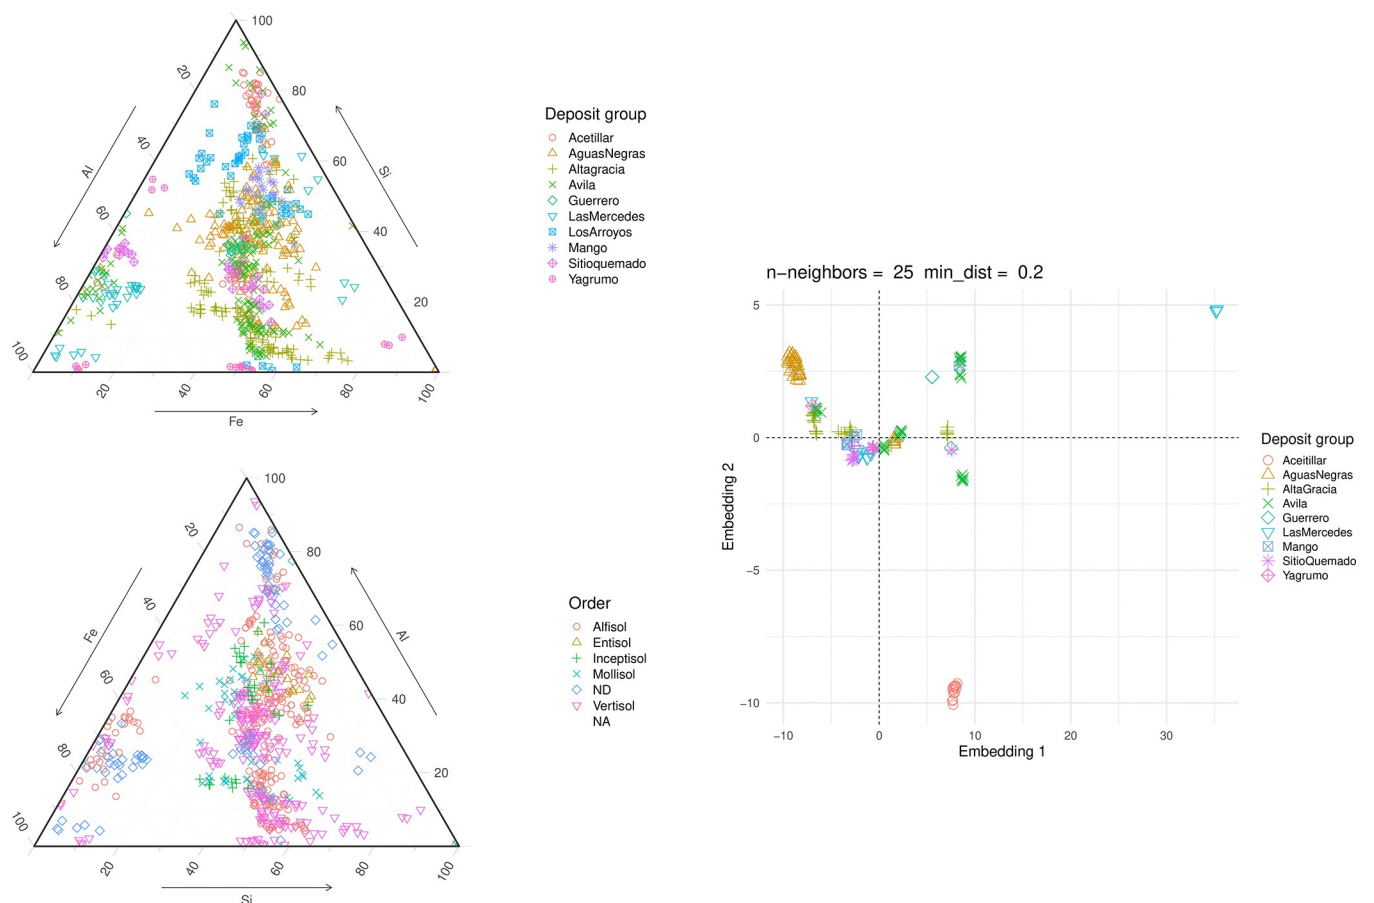 100
80
60
40
20
20
40
60
80
100
Al
Si
20
40
60
80
100
Fe
Deposit group
Acetillar
AguasNegras
Altagracia
Avila
Guerrero
LasMercedes
LosArroyos
Mango
Sitioquemado
Yagrumo
100
80
60
40
20
20
40
60
80
100
Fe
Al
20
40
60
80
100
Si
Order
Alfisol
Entisol
Inceptisol
Mollisol
ND
Vertisol
NA
n−neighbors = 25 min_dist = 0.2
5
0
−5
−10
Embedding 2
−10 0 10 20 30
Embedding 1
Deposit group
Aceitillar
AguasNegras
AltaGracia
Avila
Guerrero
LasMercedes
Mango
SitioQuemado
Yagrumo